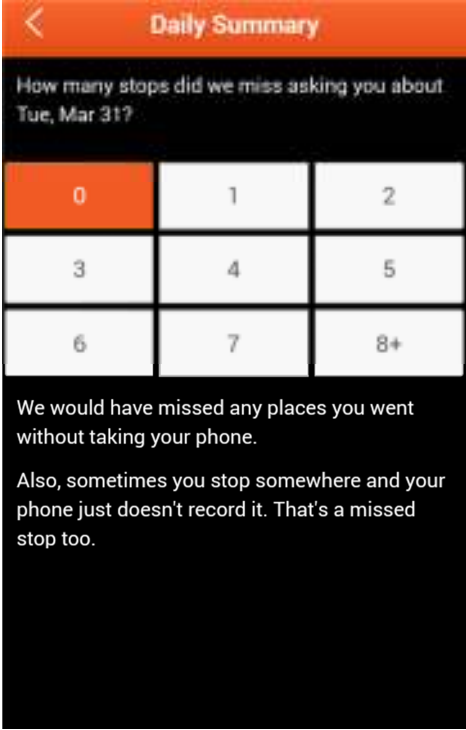 Daily Summary
How many stops did we miss asking you about
Tue, Mar 31?
0 1 2
3 4 5
6 7 8+
We would have missed any places you went
without taking your phone.
Also, sometimes you stop somewhere and your
phone just doesn't record it. That's a missed
stop too.